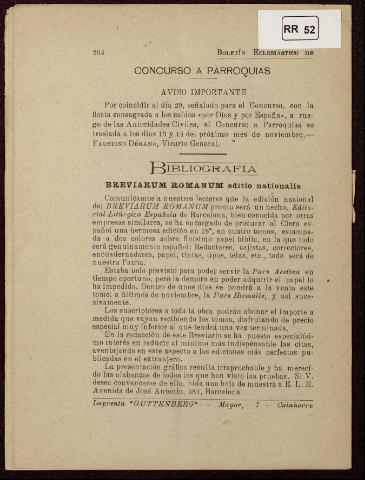 RR 52
204 BOLETÍN ECLESIÁSTICO DE
CONCURSO A PARROQUIAS
AVISO IMPORTANTE
Por coincidir el día 29, señalado para el Concurso, con la
fiesta consagrada a los caídos «por Dios y por España», a rue-
go de las Autoridades Civiles, el Concurso a Parroquias se
traslada a los días 13 y 14 del próximo mes de noviembre.—
FAUSTINO DÉBANO, Vicario General.
BIBLIOGRAFIA
BREVIARUM ROMANUM editio nationalis
Comunicamos a nuestros lectores que la edición nacional
del BREVIARUM ROMANUM pronto será un hecho. Edito-
rial Litúrgica Española de Barcelona, bien conocida por otras
empresas similares, se ha encargado de procurar al Clero es-
pañol una hermosa edición en 18º, en cuatro tomos, estampa-
da a dos colores sobre finísimo papel biblia, en la que todo
será genuinamente español: Redactores, cajistas, correctores,
encuadernadores, papel, tintas, tipos, telas, etc., todo será de
nuestra Patria.
Estaba todo previsto para poder servir la Pars Aestiva en
tiempo oportuno, pero la demora en poder adquirir el papel lo
ha impedido. Dentro de unos días se pondrá a la venta este
tomo; a últimos de noviembre, la Pars Hiemalis, y así suce-
sivamente.
Los suscriptores a toda la obra podrán abonar el importe a
medida que vayan recibiendo los tomos, disfrutando de precio
especial muy inferior al que tendrá una vez terminada.
En la redacción de este Breviario se ha puesto especialísi-
mo interés en reducir al mínimo más indispensable las citas,
aventajando en este aspecto a las ediciones más perfectas pu-
blicadas en el extranjero.
La presentación gráfica resulta irreprochable y ha mereci-
do las alabanzas de todos los que han visto las pruebas. Si V.
desea convencerse de ello, pida una hoja de muestra a E. L. E.
Avenida de José Antonio, 581, Barcelona.
Imprenta "GUTTENBERG" - Mayor, 7 - Calahorra